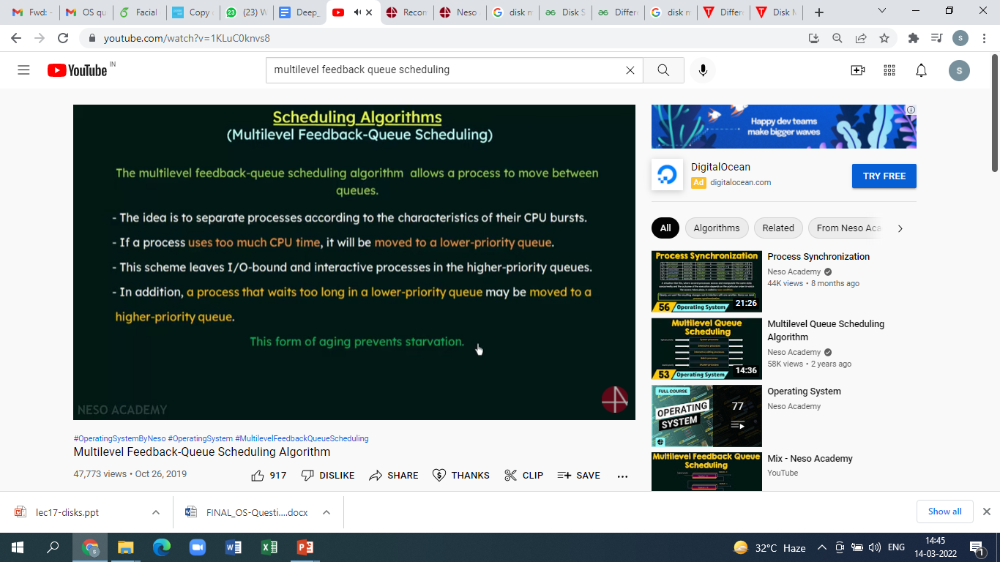 Fwd: -
OS qu
Facial
Copy
(23) W
Deep_
Recom
Neso
disk m
Disk S
Differe
disk m
Differe
Disk M
youtube.com/watch?v=1KLuC0knvs8
S
YouTube IN
multilevel feedback queue scheduling
S
Scheduling Algorithms
(Multilevel Feedback-Queue Scheduling)
The multilevel feedback-queue scheduling algorithm allows a process to move between
queues.
- The idea is to separate processes according to the characteristics of their CPU bursts.
- If a process uses too much CPU time, it will be moved to a lower-priority queue.
- This scheme leaves I/O-bound and interactive processes in the higher-priority queues.
- In addition, a process that waits too long in a lower-priority queue may be moved to a
higher-priority queue.
This form of aging prevents starvation.
NESO ACADEMY
#OperatingSystemByNeso #OperatingSystem #MultilevelFeedbackQueueScheduling
Multilevel Feedback-Queue Scheduling Algorithm
47,773 views • Oct 26, 2019
917
DISLIKE
SHARE
THANKS
CLIP
SAVE
Happy dev teams
make bigger waves
DigitalOcean
Ad digitalocean.com
TRY FREE
All
Algorithms
Related
From Neso Aca
Process Synchronization
56 Operating System
21:26
Process Synchronization
Neso Academy
44K views • 8 months ago
Multilevel Queue
Scheduling
53 Operating System
14:36
Multilevel Queue Scheduling
Algorithm
Neso Academy
58K views • 2 years ago
FULL COURSE
OPERATING
SYSTEM
77
Operating System
Neso Academy
Multilevel Feedback Queue
Scheduling
Mix - Neso Academy
YouTube
lec17-disks.ppt
FINAL_OS-Questi....docx
Show all
32°C Haze
ENG
14:45
14-03-2022
1